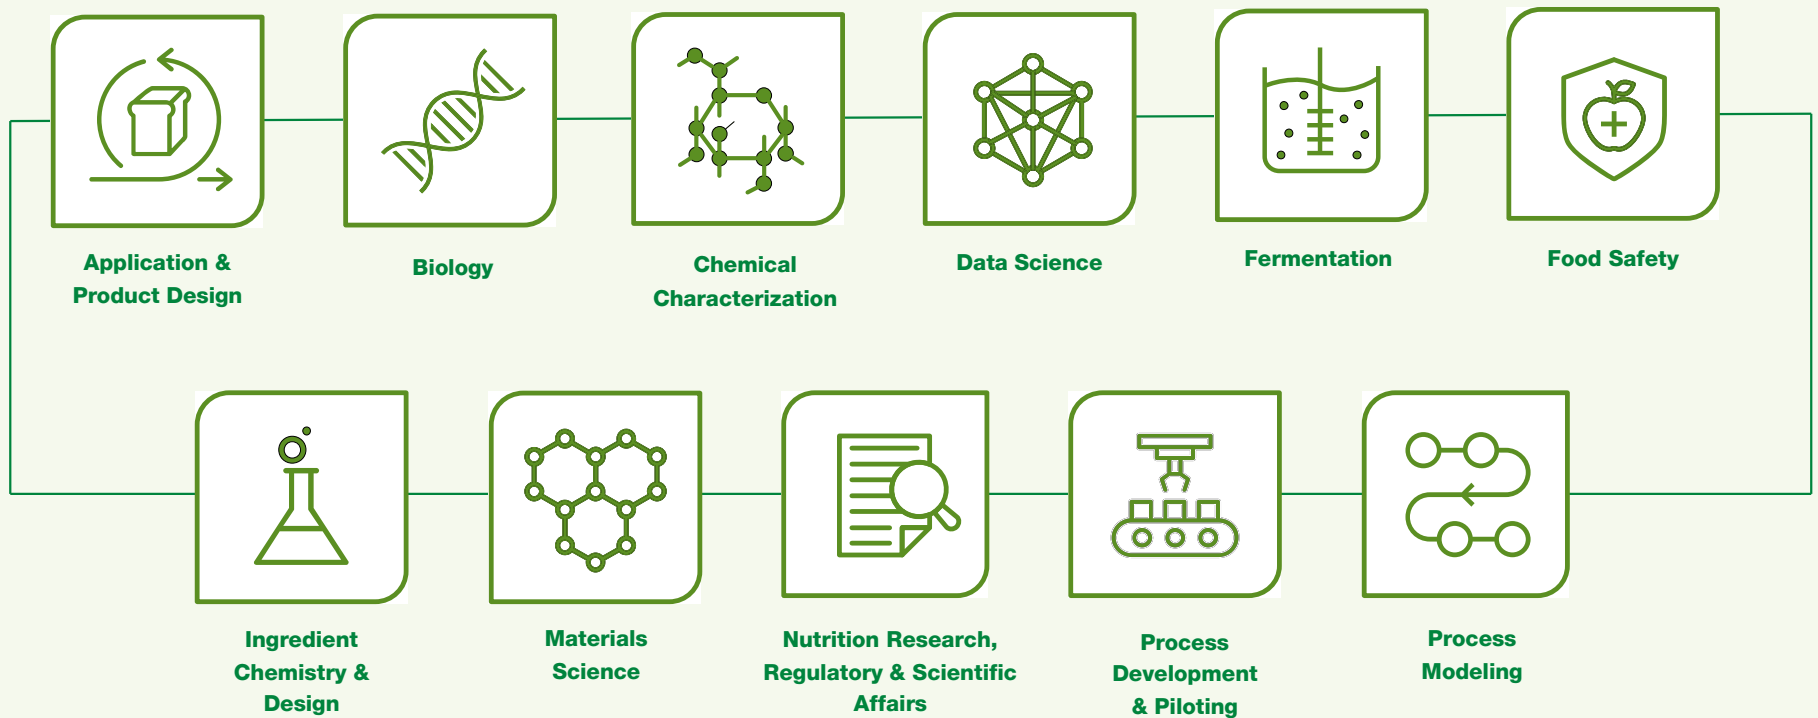 Application &
Product Design
Biology
Chemical
Characterization
Data Science
Fermentation
Food Safety
Ingredient
Chemistry &
Design
Materials
Science
Nutrition Research,
Regulatory & Scientific
Affairs
Process
Development
& Piloting
Process
Modeling